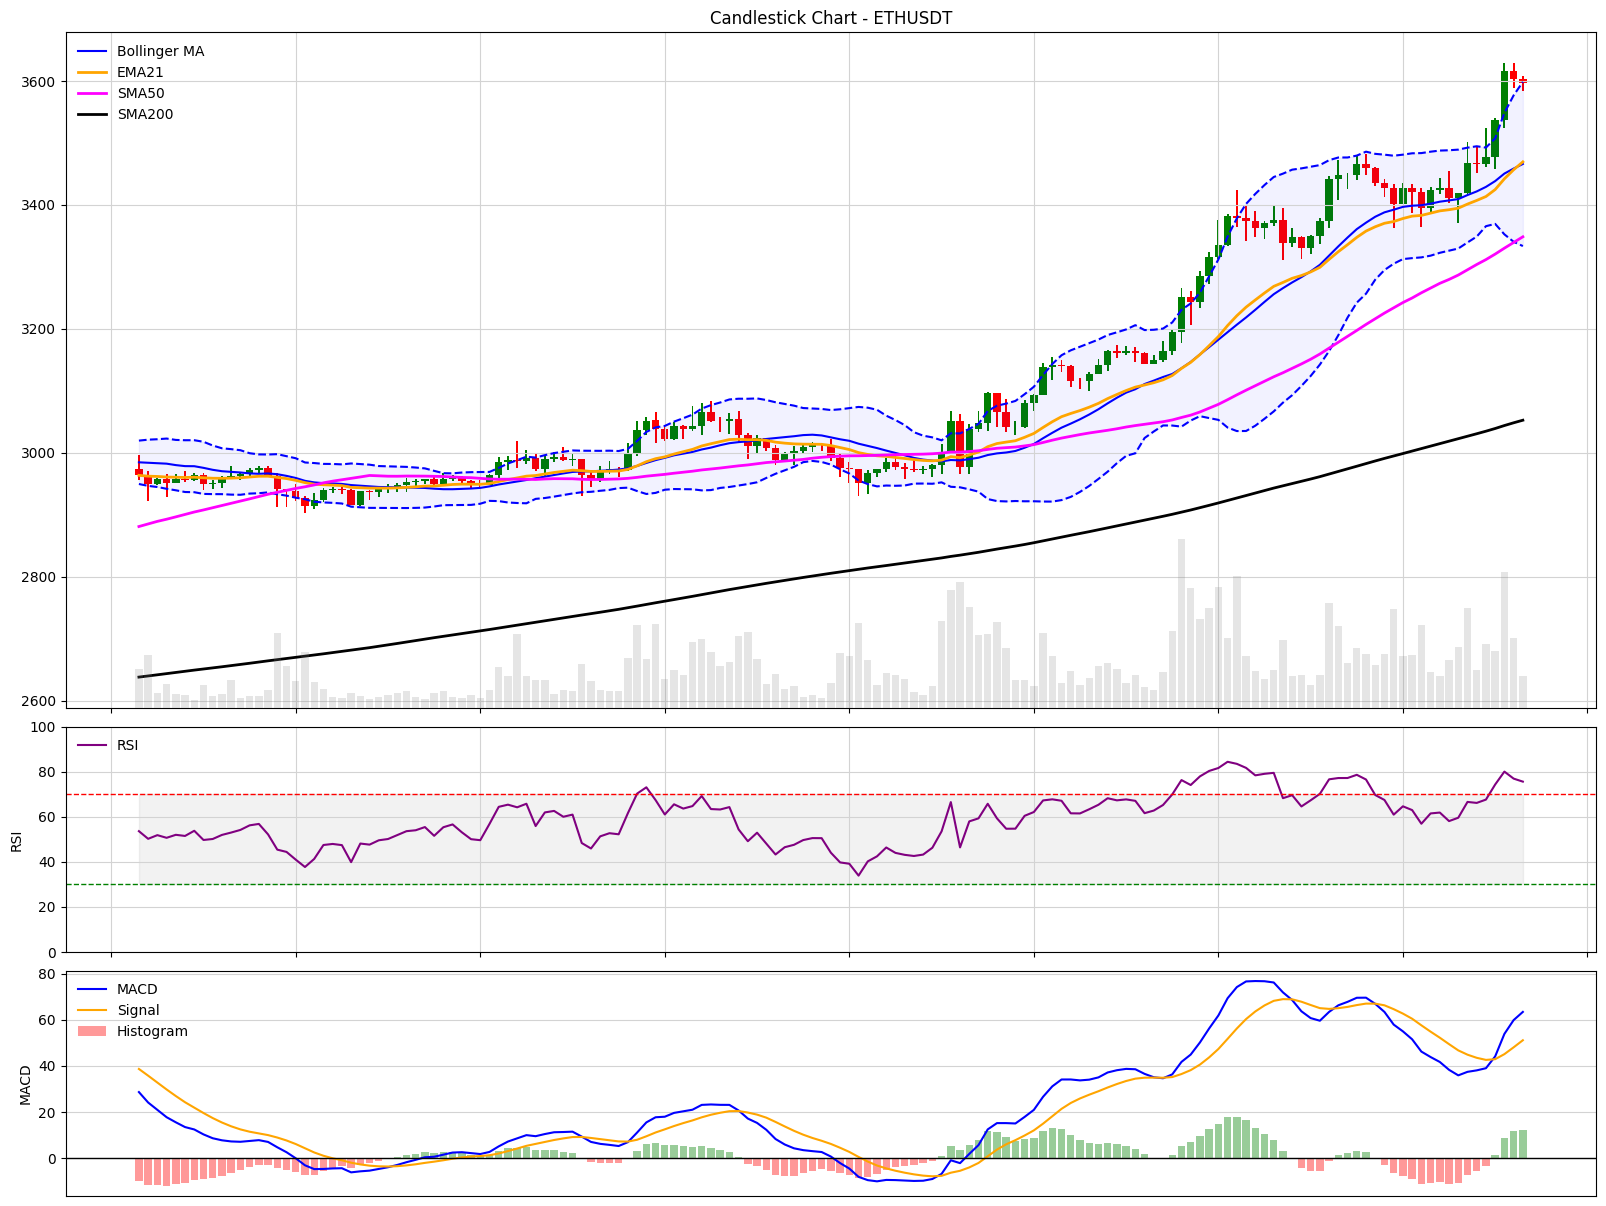 Candlestick Chart - ETHUSDT
Bollinger MA
EMA21
SMA50
SMA200
3600
3400
3200
3000
2800
2600
RSI
100
80
60
40
20
0
RSI
MACD
Signal
Histogram
80
60
40
20
0
MACD